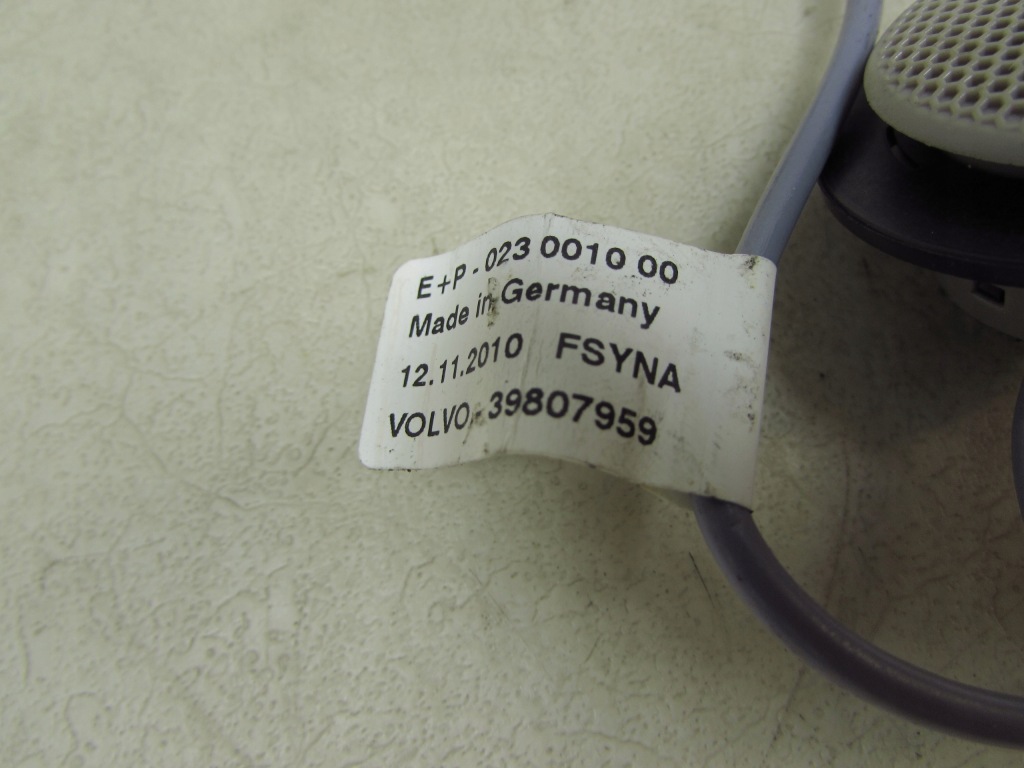 E+P - 023 0010 00
Made in Germany
12.11.2010 FSYNA
VOLVO - 39807959